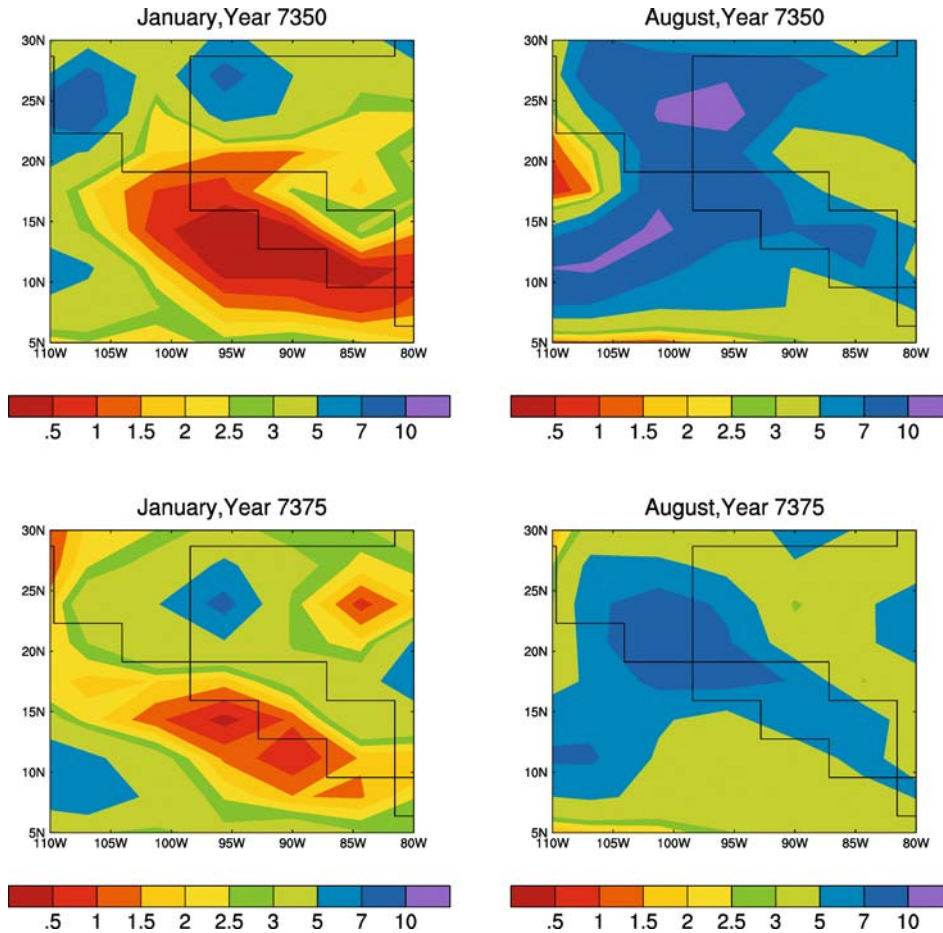 January,Year 7350
30N
25N
20N
15N
10N
5N
110W 105W 100W 95W 90W 85W 80W
.5 1 1.5 2 2.5 3 5 7 10
August,Year 7350
30N
25N
20N
15N
10N
5N
110W 105W 100W 95W 90W 85W 80W
.5 1 1.5 2 2.5 3 5 7 10
January,Year 7375
30N
25N
20N
15N
10N
5N
110W 105W 100W 95W 90W 85W 80W
.5 1 1.5 2 2.5 3 5 7 10
August,Year 7375
30N
25N
20N
15N
10N
5N
110W 105W 100W 95W 90W 85W 80W
.5 1 1.5 2 2.5 3 5 7 10